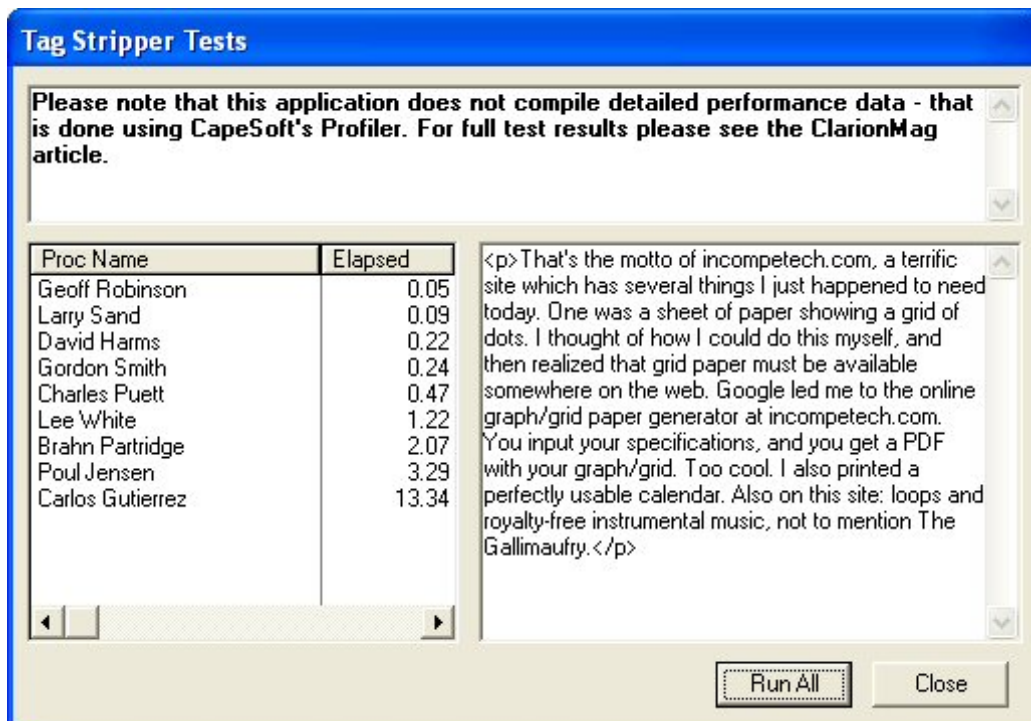 Tag Stripper Tests
Please note that this application does not compile detailed performance data - that
is done using CapeSoft's Profiler. For full test results please see the ClarionMag
article.
Proc Name Elapsed
Geoff Robinson 0.05
Larry Sand 0.09
David Harms 0.22
Gordon Smith 0.24
Charles Puett 0.47
Lee White 1.22
Brahn Partridge 2.07
Poul Jensen 3.29
Carlos Gutierrez 13.34
<p>That's the motto of incompetech.com, a terrific
site which has several things I just happened to need
today. One was a sheet of paper showing a grid of
dots. I thought of how I could do this myself, and
then realized that grid paper must be available
somewhere on the web. Google led me to the online
graph/grid paper generator at incompetech.com.
You input your specifications, and you get a PDF
with your graph/grid. Too cool. I also printed a
perfectly usable calendar. Also on this site: loops and
royalty-free instrumental music, not to mention The
Gallimaufry.</p>
Run All Close